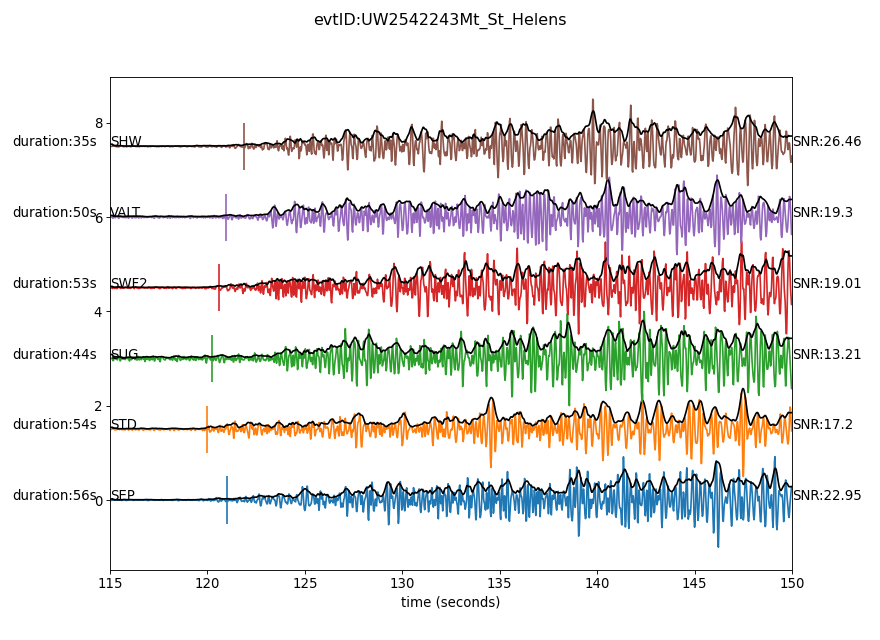 evtID:UW2542243Mt_St_Helens
8
duration:35s SHW SNR:26.46
duration:50s VALT SNR:19.3
6
duration:53s SWF2 SNR:19.01
4
duration:44s SUG SNR:13.21
2
duration:54s STD SNR:17.2
duration:56s SEP SNR:22.95
0
115 120 125 130 135 140 145 150
time (seconds)